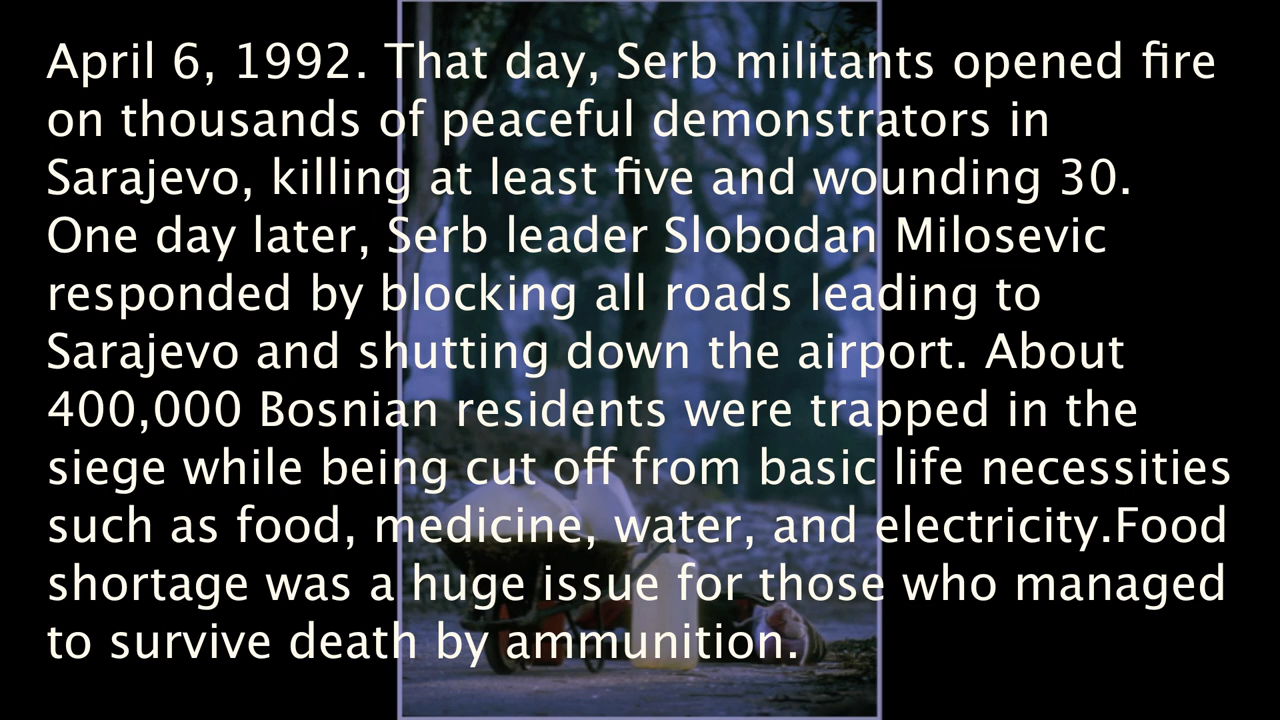 April 6, 1992. That day, Serb militants opened fire
on thousands of peaceful demonstrators in
Sarajevo, killing at least five and wounding 30.
One day later, Serb leader Slobodan Milosevic
responded by blocking all roads leading to
Sarajevo and shutting down the airport. About
400,000 Bosnian residents were trapped in the
siege while being cut off from basic life necessities
such as food, medicine, water, and electricity.Food
shortage was a huge issue for those who managed
to survive death by ammunition.